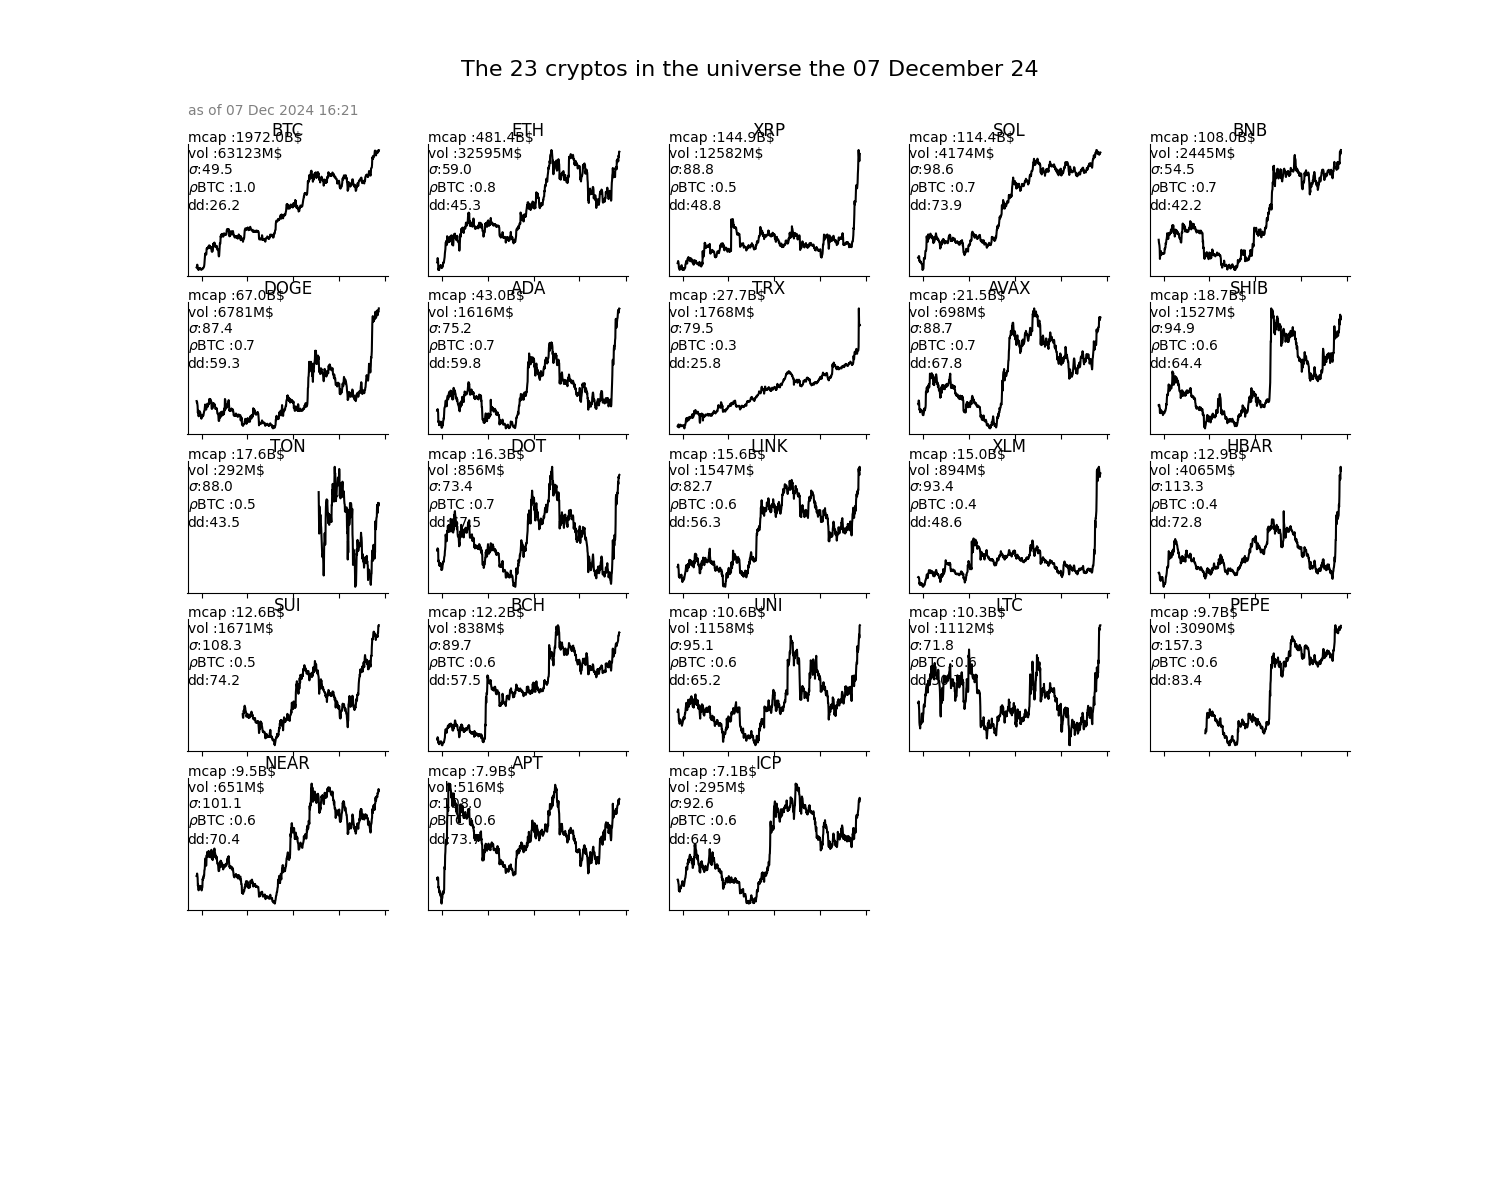 The 23 cryptos in the universe the 07 December 24
as of 07 Dec 2024 16:21
BTC
mcap :1972.0B$
vol :63123M$
σ:49.5
ρBTC :1.0
dd:26.2
ETH
mcap :481.4B$
vol :32595M$
σ:59.0
ρBTC :0.8
dd:45.3
XRP
mcap :144.9B$
vol :12582M$
σ:88.8
ρBTC :0.5
dd:48.8
SOL
mcap :114.4B$
vol :4174M$
σ:98.6
ρBTC :0.7
dd:73.9
BNB
mcap :108.0B$
vol :2445M$
σ:54.5
ρBTC :0.7
dd:42.2
DOGE
mcap :67.0B$
vol :6781M$
σ:87.4
ρBTC :0.7
dd:59.3
ADA
mcap :43.0B$
vol :1616M$
σ:75.2
ρBTC :0.7
dd:59.8
TRX
mcap :27.7B$
vol :1768M$
σ:79.5
ρBTC :0.3
dd:25.8
AVAX
mcap :21.5B$
vol :698M$
σ:88.7
ρBTC :0.7
dd:67.8
SHIB
mcap :18.7B$
vol :1527M$
σ:94.9
ρBTC :0.6
dd:64.4
TON
mcap :17.6B$
vol :292M$
σ:88.0
ρBTC :0.5
dd:43.5
DOT
mcap :16.3B$
vol :856M$
σ:73.4
ρBTC :0.7
LINK
mcap :15.6B$
vol :1547M$
σ:82.7
ρBTC :0.6
dd:56.3
XLM
mcap :15.0B$
vol :894M$
σ:93.4
ρBTC :0.4
dd:48.6
HBAR
mcap :12.9B$
vol :4065M$
σ:113.3
ρBTC :0.4
dd:72.8
SUI
mcap :12.6B$
vol :1671M$
σ:108.3
ρBTC :0.5
dd:74.2
BCH
mcap :12.2B$
vol :838M$
σ:89.7
ρBTC :0.6
dd:57.5
UNI
mcap :10.6B$
vol :1158M$
σ:95.1
ρBTC :0.6
dd:65.2
LTC
mcap :10.3B$
vol :1112M$
σ:71.8
ρBTC :0.6
PEPE
mcap :9.7B$
vol :3090M$
σ:157.3
ρBTC :0.6
dd:83.4
NEAR
mcap :9.5B$
vol :651M$
σ:101.1
ρBTC :0.6
dd:70.4
APT
mcap :7.9B$
vol :516M$
σ:108.0
ρBTC :0.6
ICP
mcap :7.1B$
vol :295M$
σ:92.6
ρBTC :0.6
dd:64.9